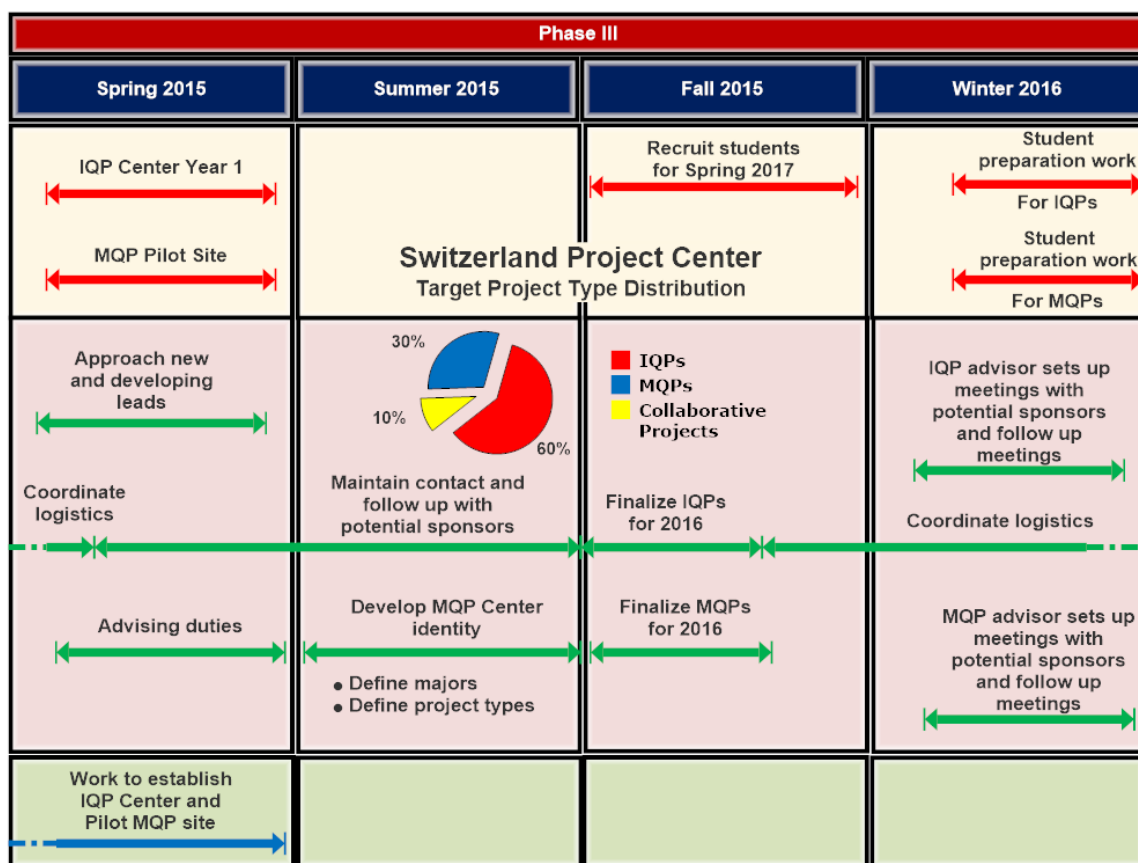 Phase III
Spring 2015
Summer 2015
Fall 2015
Winter 2016
IQP Center Year 1
Recruit students
for Spring 2017
Student
preparation work
For IQPs
MQP Pilot Site
Switzerland Project Center
Target Project Type Distribution
Student
preparation work
For MQPs
Approach new
and developing
leads
30%
10%
60%
IQPs
MQPs
Collaborative
Projects
IQP advisor sets up
meetings with
potential sponsors
and follow up
meetings
Coordinate
logistics
Maintain contact and
follow up with
potential sponsors
Finalize IQPs
for 2016
Coordinate logistics
Advising duties
Develop MQP Center
identity
● Define majors
● Define project types
Finalize MQPs
for 2016
MQP advisor sets up
meetings with
potential sponsors
and follow up
meetings
Work to establish
IQP Center and
Pilot MQP site